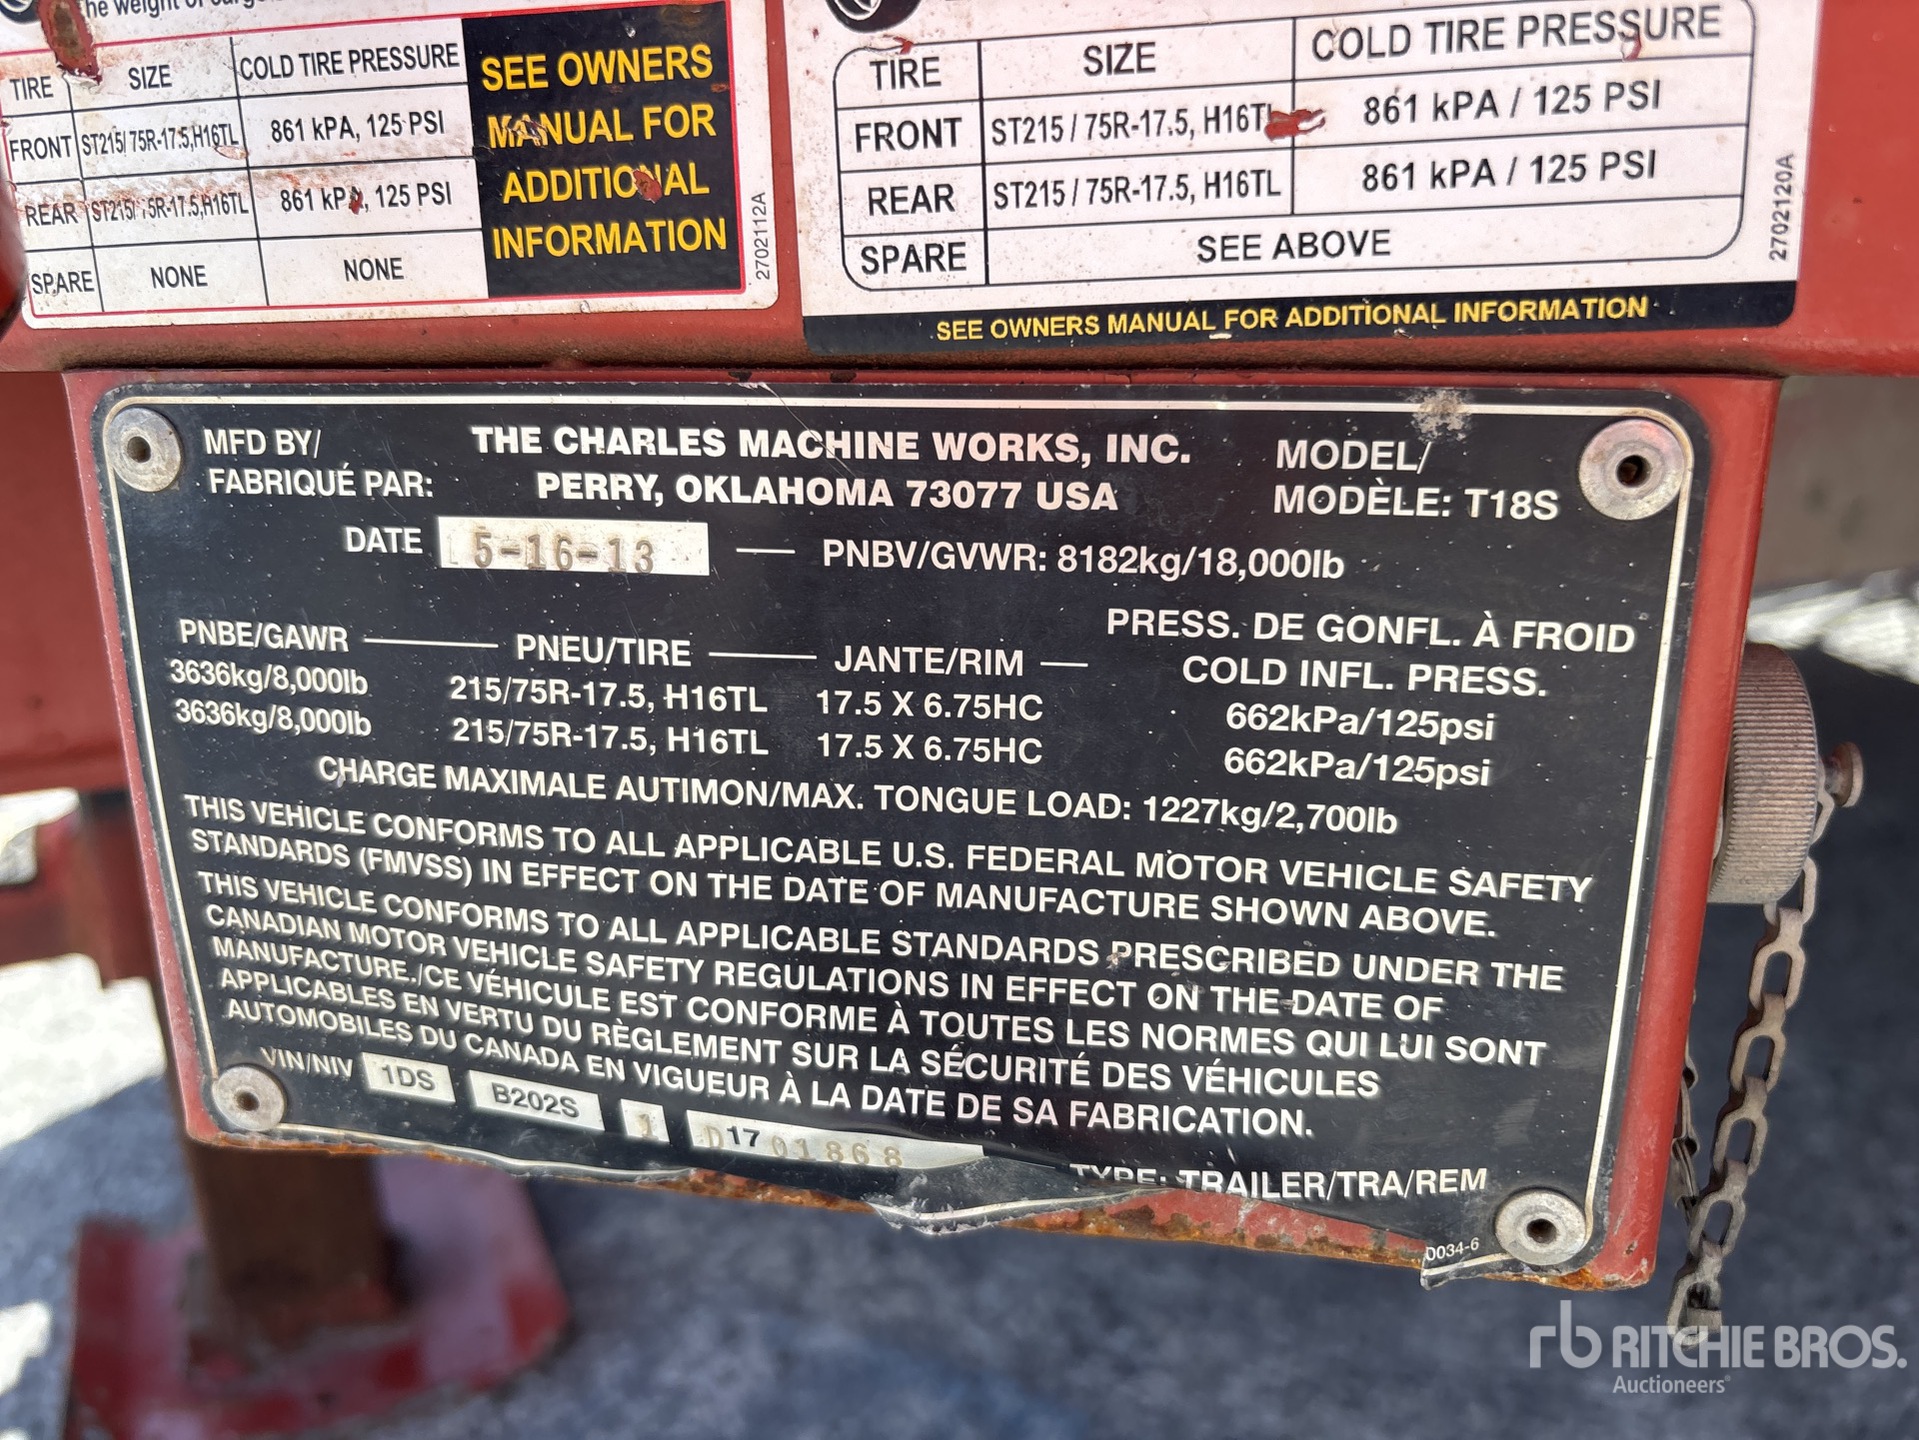 TIRE SIZE COLD TIRE PRESSURE
FRONT ST215/75R-17.5,H16TL 861 kPA, 125 PSI
REAR 861 kPA, 125 PSI
SPARE NONE NONE
SEE OWNERS
MANUAL FOR
ADDITIONAL
INFORMATION
2702112A
TIRE SIZE COLD TIRE PRESSURE
FRONT ST215 / 75R-17.5, H16TL 861 kPA / 125 PSI
REAR ST215 / 75R-17.5, H16TL 861 kPA / 125 PSI
SPARE SEE ABOVE
SEE OWNERS MANUAL FOR ADDITIONAL INFORMATION
2702120A
MFD BY/ THE CHARLES MACHINE WORKS, INC. MODEL/
FABRIQUÉ PAR: PERRY, OKLAHOMA 73077 USA MODÈLE: T18S
DATE 5-16-13 — PNBV/GVWR: 8182kg/18,000lb
PRESS. DE GONFL. À FROID
PNBE/GAWR — PNEU/TIRE — JANTE/RIM — COLD INFL. PRESS.
3636kg/8,000lb 215/75R-17.5, H16TL 17.5 X 6.75HC 662kPa/125psi
3636kg/8,000lb 215/75R-17.5, H16TL 17.5 X 6.75HC 662kPa/125psi
CHARGE MAXIMALE AUTIMON/MAX. TONGUE LOAD: 1227kg/2,700lb
THIS VEHICLE CONFORMS TO ALL APPLICABLE U.S. FEDERAL MOTOR VEHICLE SAFETY
STANDARDS (FMVSS) IN EFFECT ON THE DATE OF MANUFACTURE SHOWN ABOVE.
THIS VEHICLE CONFORMS TO ALL APPLICABLE STANDARDS PRESCRIBED UNDER THE
CANADIAN MOTOR VEHICLE SAFETY REGULATIONS IN EFFECT ON THE DATE OF
MANUFACTURE./CE VÉHICULE EST CONFORME À TOUTES LES NORMES QUI LUI SONT
APPLICABLES EN VERTU DU RÈGLEMENT SUR LA SÉCURITÉ DES VÉHICULES
AUTOMOBILES DU CANADA EN VIGUEUR À LA DATE DE SA FABRICATION.
VIN/NIV 1DS B202S 1 D17 01868 TYPE: TRAILER/TRA/REM
D034-6
rb RITCHIE BROS.
Auctioneers